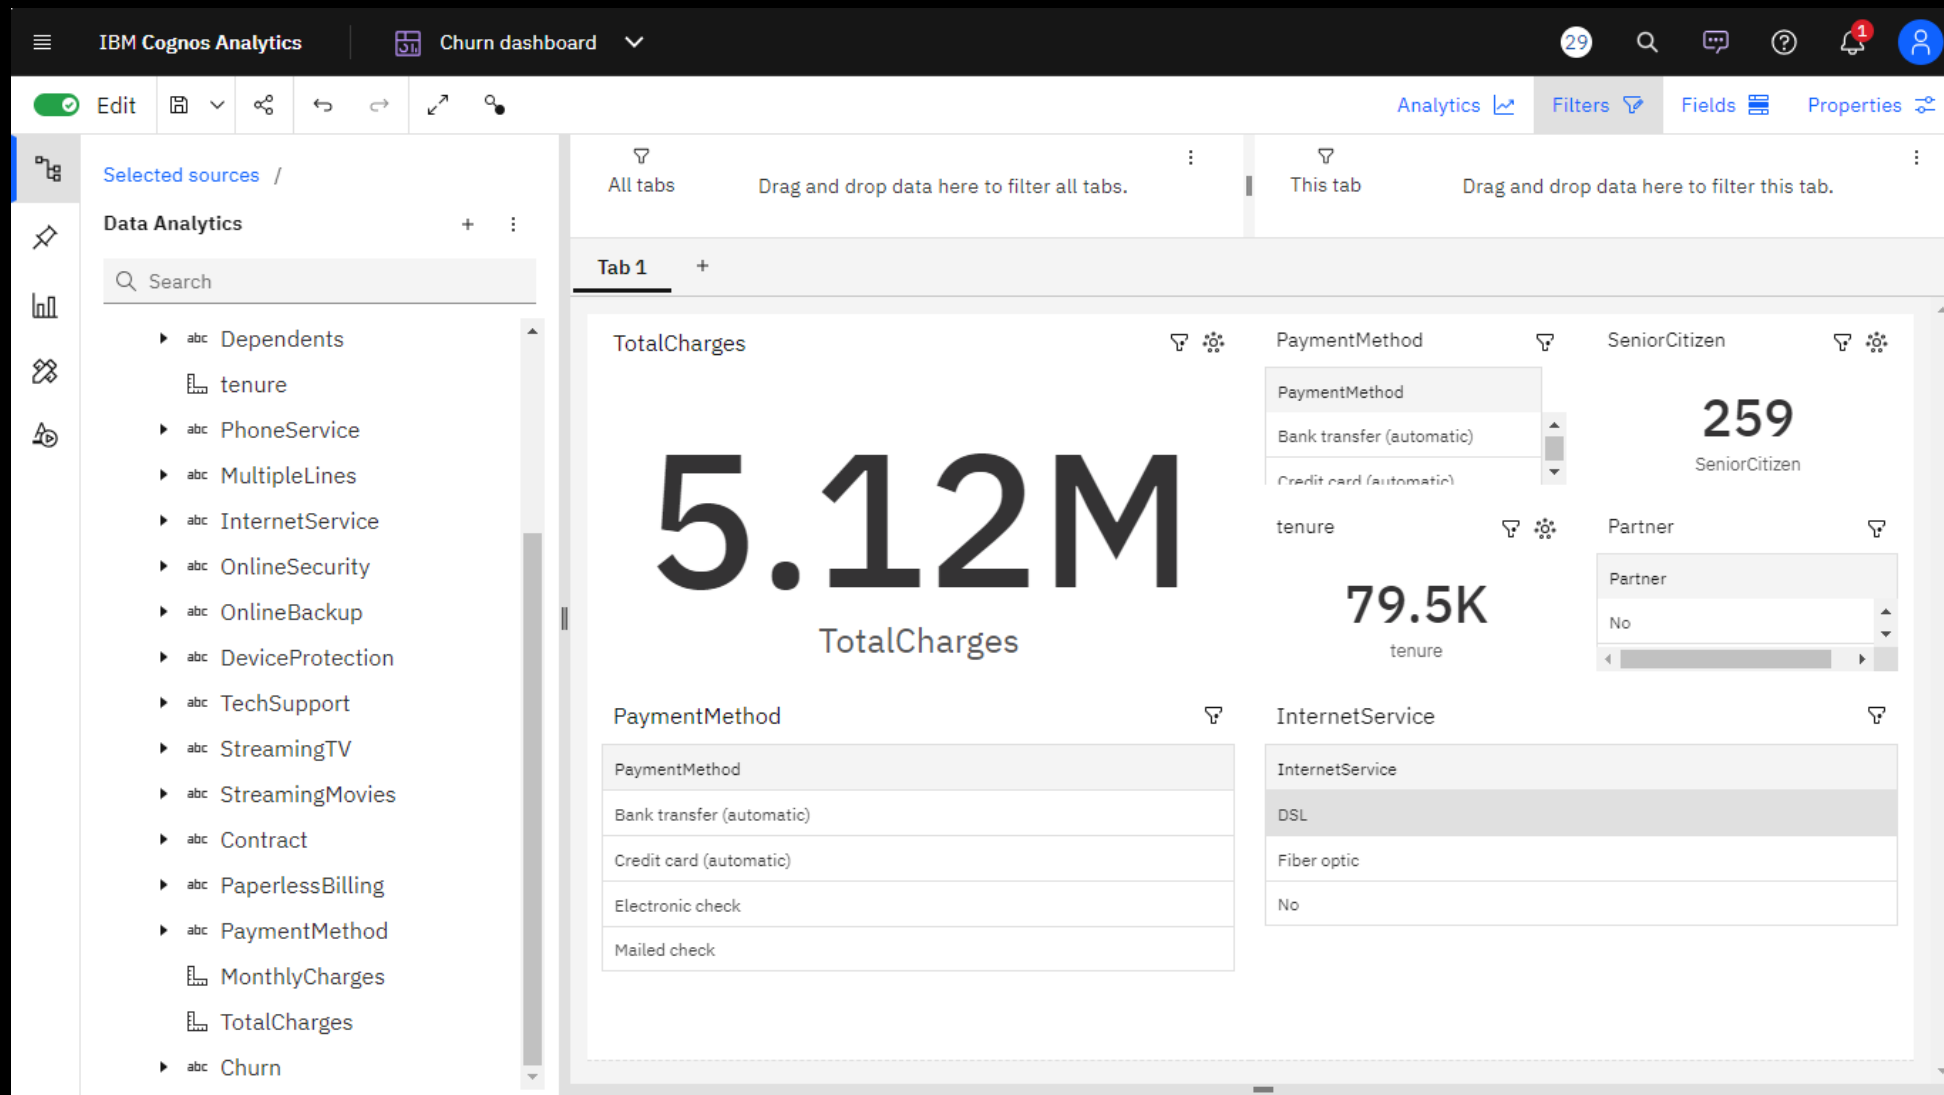 IBM Cognos Analytics
Churn dashboard
29
1
Edit
Analytics
Filters
Fields
Properties
Selected sources /
Data Analytics
Search
abc Dependents
tenure
abc PhoneService
abc MultipleLines
abc InternetService
abc OnlineSecurity
abc OnlineBackup
abc DeviceProtection
abc TechSupport
abc StreamingTV
abc StreamingMovies
abc Contract
abc PaperlessBilling
abc PaymentMethod
MonthlyCharges
TotalCharges
abc Churn
All tabs
Drag and drop data here to filter all tabs.
This tab
Drag and drop data here to filter this tab.
Tab 1
TotalCharges
5.12M
TotalCharges
PaymentMethod
PaymentMethod
Bank transfer (automatic)
Credit card (automatic)
SeniorCitizen
259
SeniorCitizen
tenure
79.5K
tenure
Partner
Partner
No
PaymentMethod
PaymentMethod
Bank transfer (automatic)
Credit card (automatic)
Electronic check
Mailed check
InternetService
InternetService
DSL
Fiber optic
No